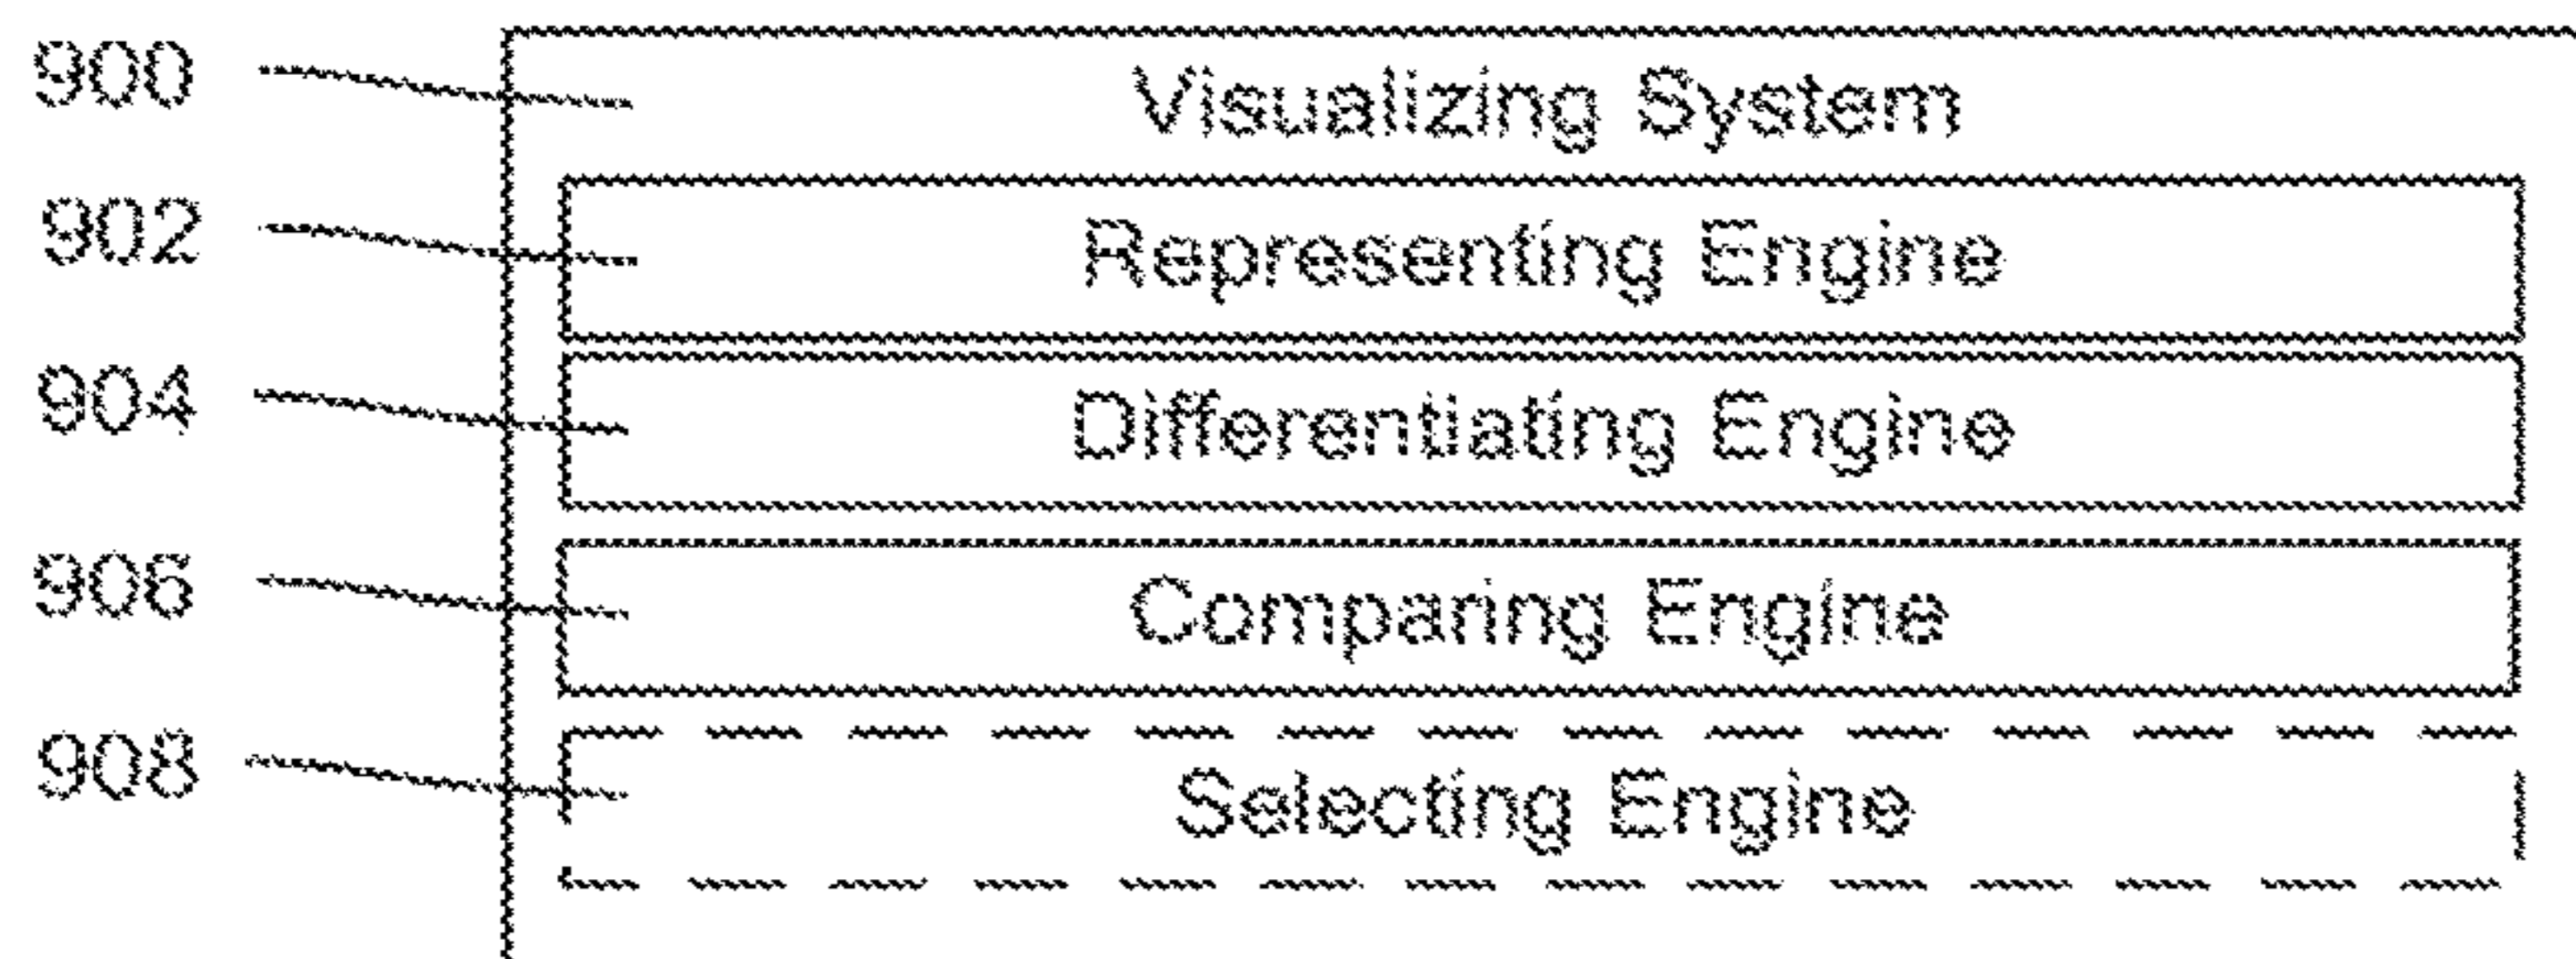 900 Visualizing System
902 Representing Engine
904 Differentiating Engine
906 Comparing Engine
908 Selecting Engine